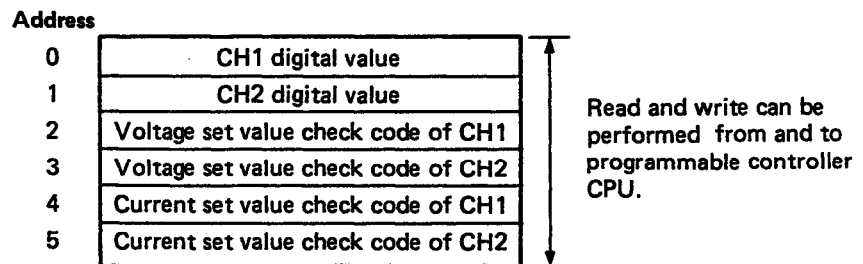 Address
0 CH1 digital value
1 CH2 digital value
2 Voltage set value check code of CH1
3 Voltage set value check code of CH2
4 Current set value check code of CH1
5 Current set value check code of CH2
Read and write can be
performed from and to
programmable controller
CPU.